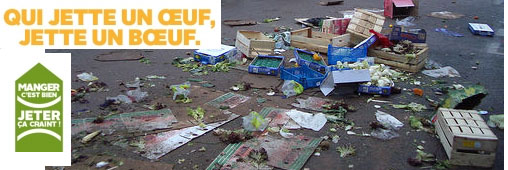 QUI JETTE UN ŒUF,
JETTE UN BŒUF.
MANGER
C'EST BIEN
JETER
ÇA CRAINT !